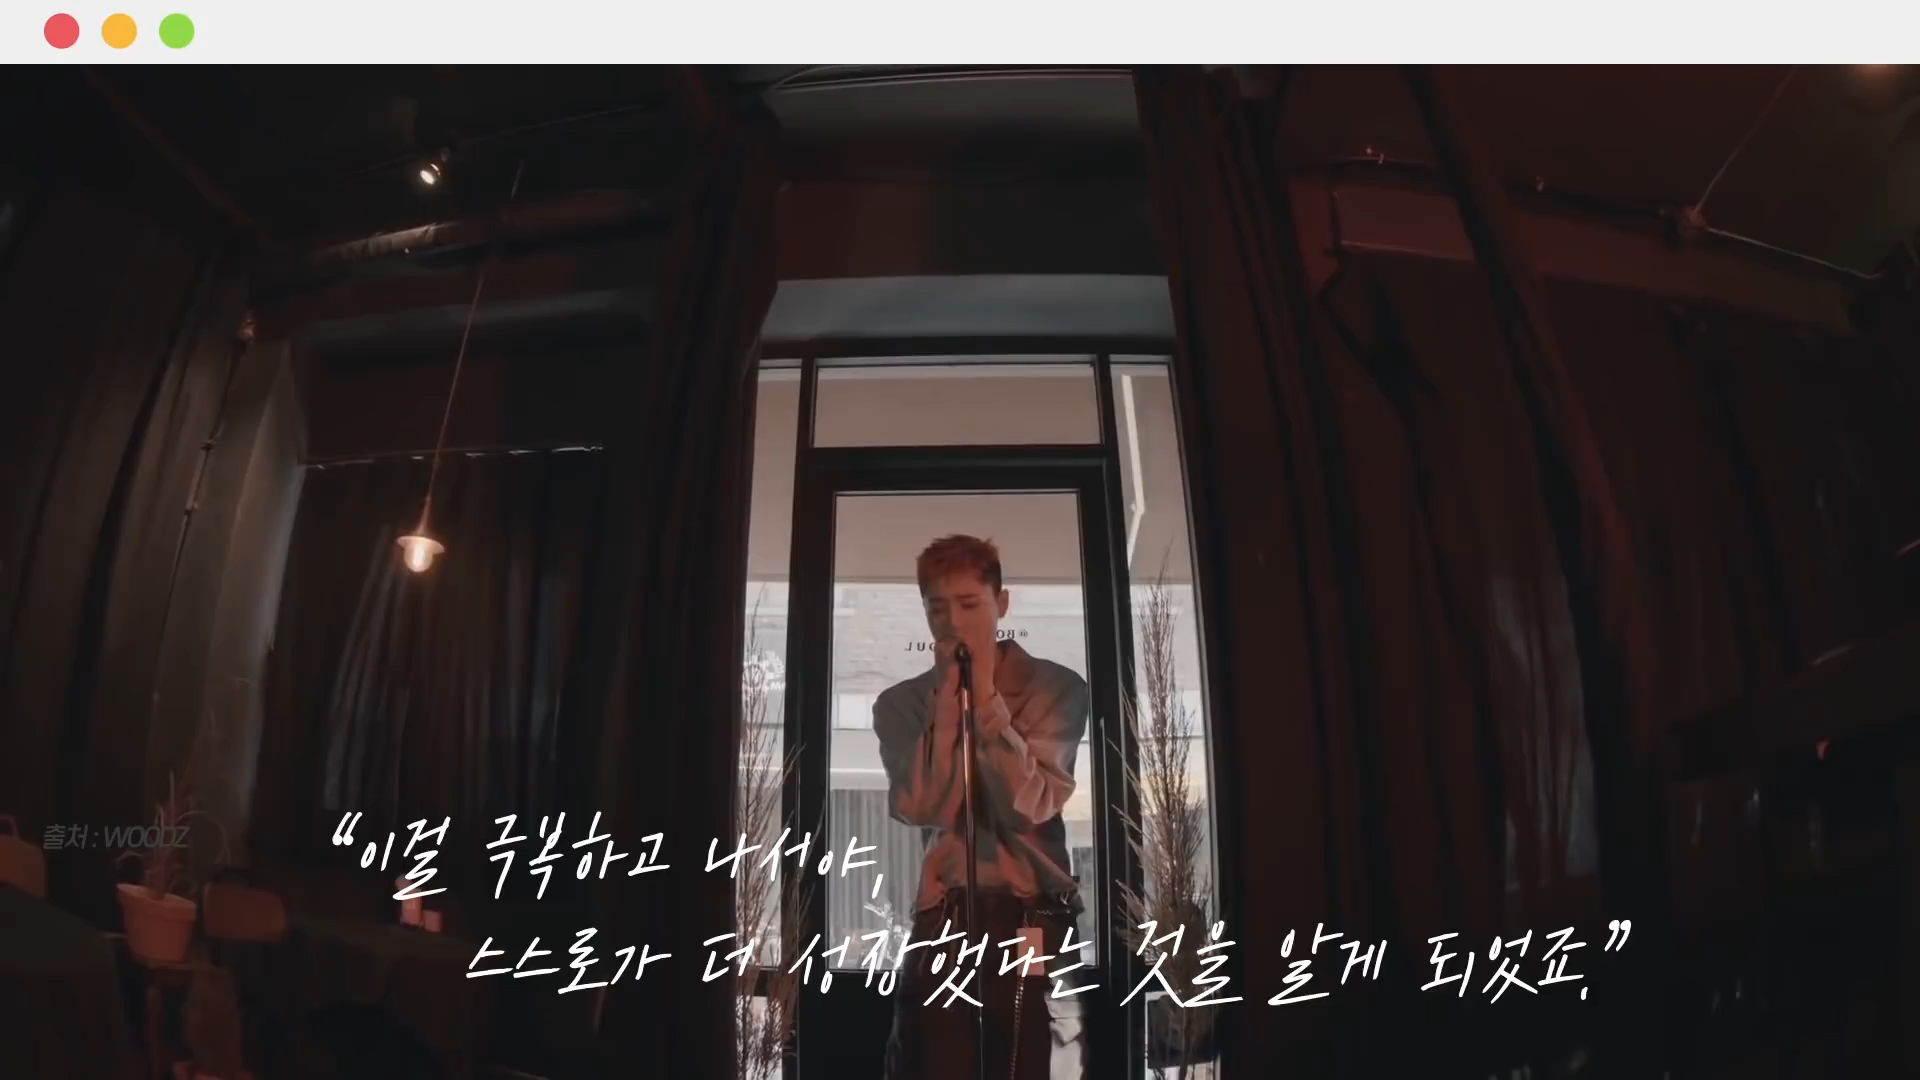 출처 : WOODZ
“이걸 극복하고 나서야,
스스로가 더 성장했다는 것을 알게 되었죠.”